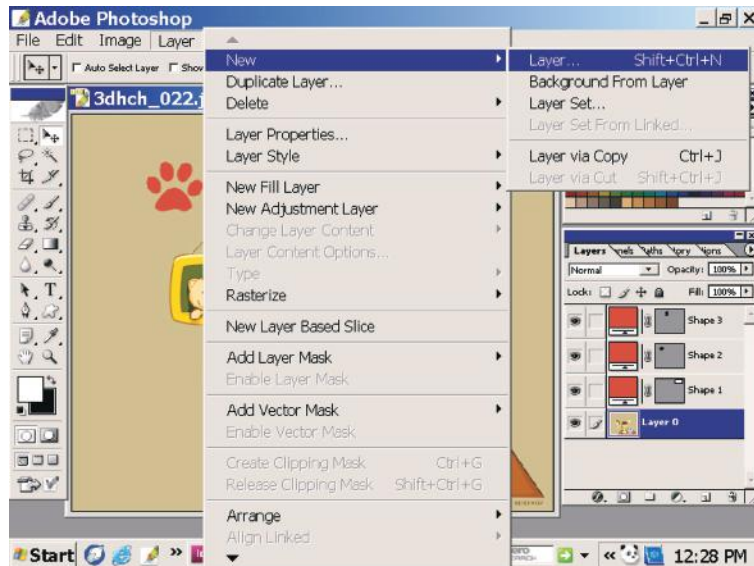 Adobe Photoshop
File Edit Image Layer
Auto Select Layer Show
3dhch_022.j
New
Duplicate Layer...
Delete
Layer Properties...
Layer Style
New Fill Layer
New Adjustment Layer
Change Layer Content
Layer Content Options...
Type
Rasterize
New Layer Based Slice
Add Layer Mask
Enable Layer Mask
Add Vector Mask
Enable Vector Mask
Create Clipping Mask Ctrl+G
Release Clipping Mask Shift+Ctrl+G
Arrange
Align Linked
Layer... Shift+Ctrl+N
Background From Layer
Layer Set...
Layer Set From Linked...
Layer via Copy Ctrl+J
Layer via Cut Shift+Ctrl+J
Layers
Normal Opacity: 100%
Lock: Fill: 100%
Shape 3
Shape 2
Shape 1
Layer 0
Start » « 12:28 PM